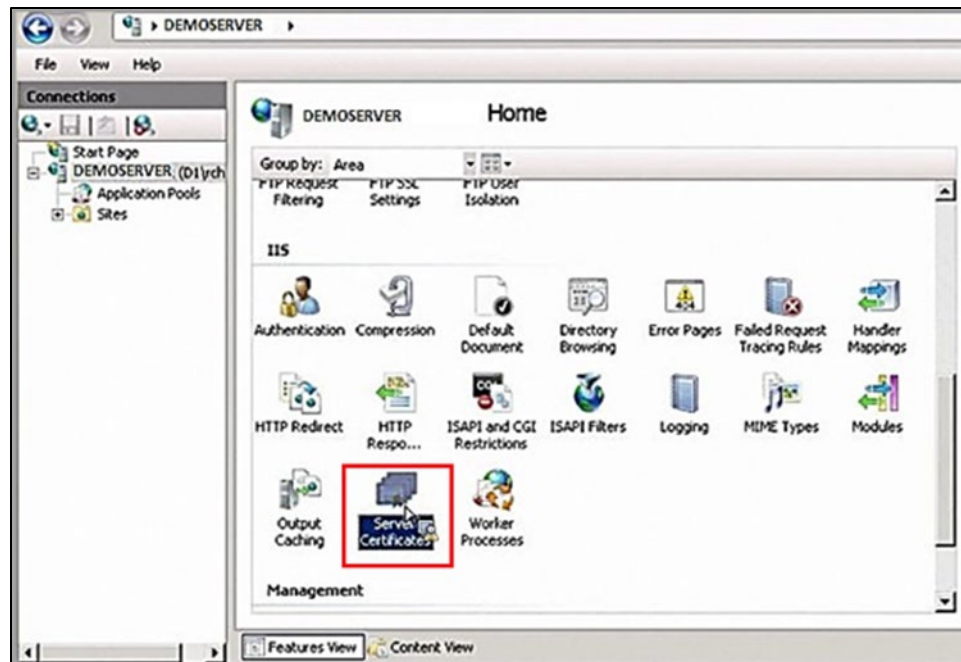 DEMOSERVER
File View Help
Connections
Start Page
DEMOSERVER (D1\rch
Application Pools
Sites
DEMOSERVER Home
Group by: Area
FTP Request Filtering
FTP SSL Settings
FTP User Isolation
IIS
Authentication
Compression
Default Document
Directory Browsing
404
Error Pages
Failed Request Tracing Rules
Handler Mappings
HTTP Redirect
HTTP Respo...
ISAPI and CGI Restrictions
ISAPI Filters
Logging
MIME Types
Modules
Output Caching
Server Certificates
Worker Processes
Management
Features View
Content View